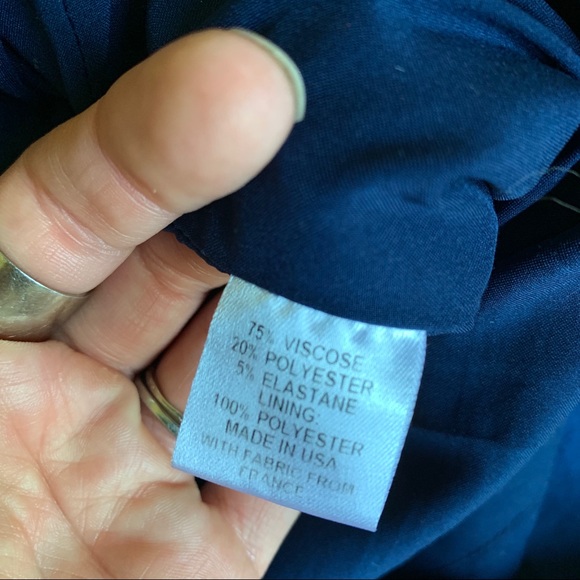 75% VISCOSE
20% POLYESTER
5% ELASTANE
LINING:
100% POLYESTER
MADE IN USA
WITH FABRIC FROM
FRANCE